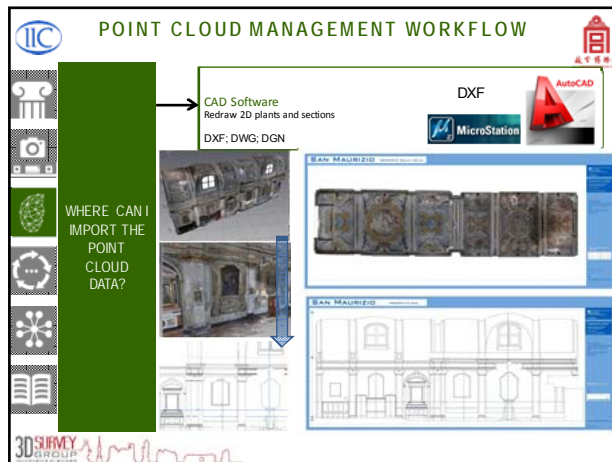 POINT CLOUD MANAGEMENT WORKFLOW
IIC
CAD Software
Redraw 2D plants and sections
DXF; DWG; DGN
DXF
MicroStation
AutoCAD
WHERE CAN I
IMPORT THE
POINT
CLOUD
DATA?
SAN MAURIZIO
SAN MAURIZIO
3D SURVEY
GROUP